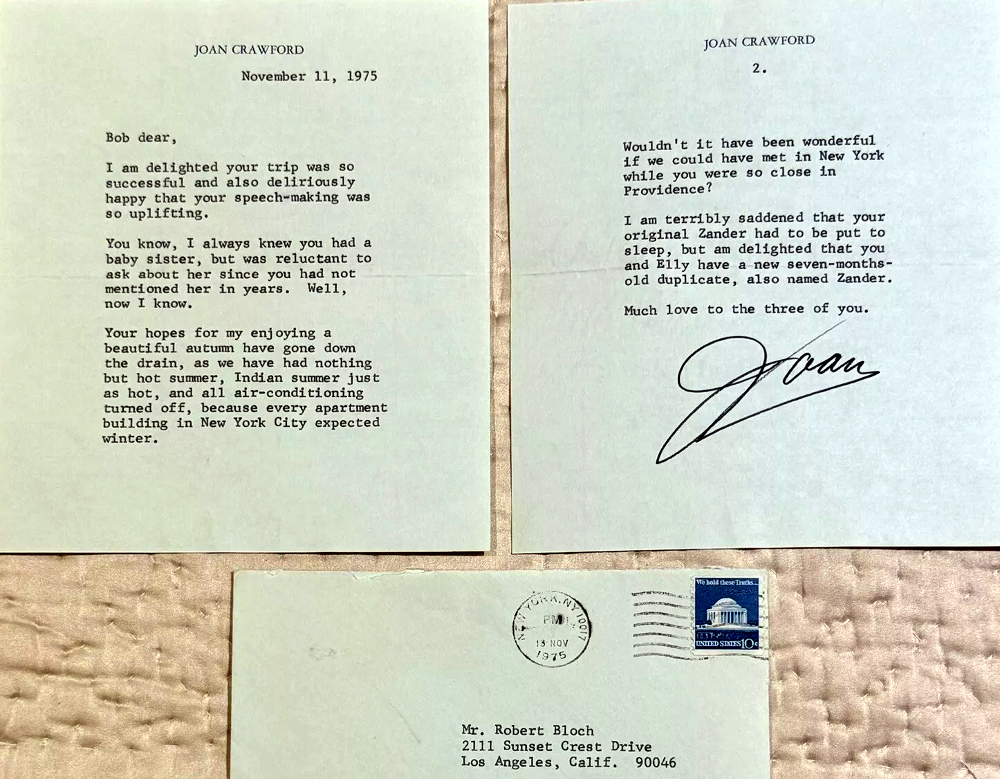 JOAN CRAWFORD
November 11, 1975
Bob dear,
I am delighted your trip was so
successful and also deliriously
happy that your speech-making was
so uplifting.
You know, I always knew you had a
baby sister, but was reluctant to
ask about her since you had not
mentioned her in years.  Well,
now I know.
Your hopes for my enjoying a
beautiful autumn have gone down
the drain, as we have had nothing
but hot summer, Indian summer just
as hot, and all air-conditioning
turned off, because every apartment
building in New York City expected
winter.
JOAN CRAWFORD
2.
Wouldn't it have been wonderful
if we could have met in New York
while you were so close in
Providence?
I am terribly saddened that your
original Zander had to be put to
sleep, but am delighted that you
and Elly have a new seven-months-
old duplicate, also named Zander.
Much love to the three of you.
Joan
NEW YORK, NY 10017
PM
13 NOV
1975
We hold these Truths...
UNITED STATES 10c
Mr. Robert Bloch
2111 Sunset Crest Drive
Los Angeles, Calif.  90046